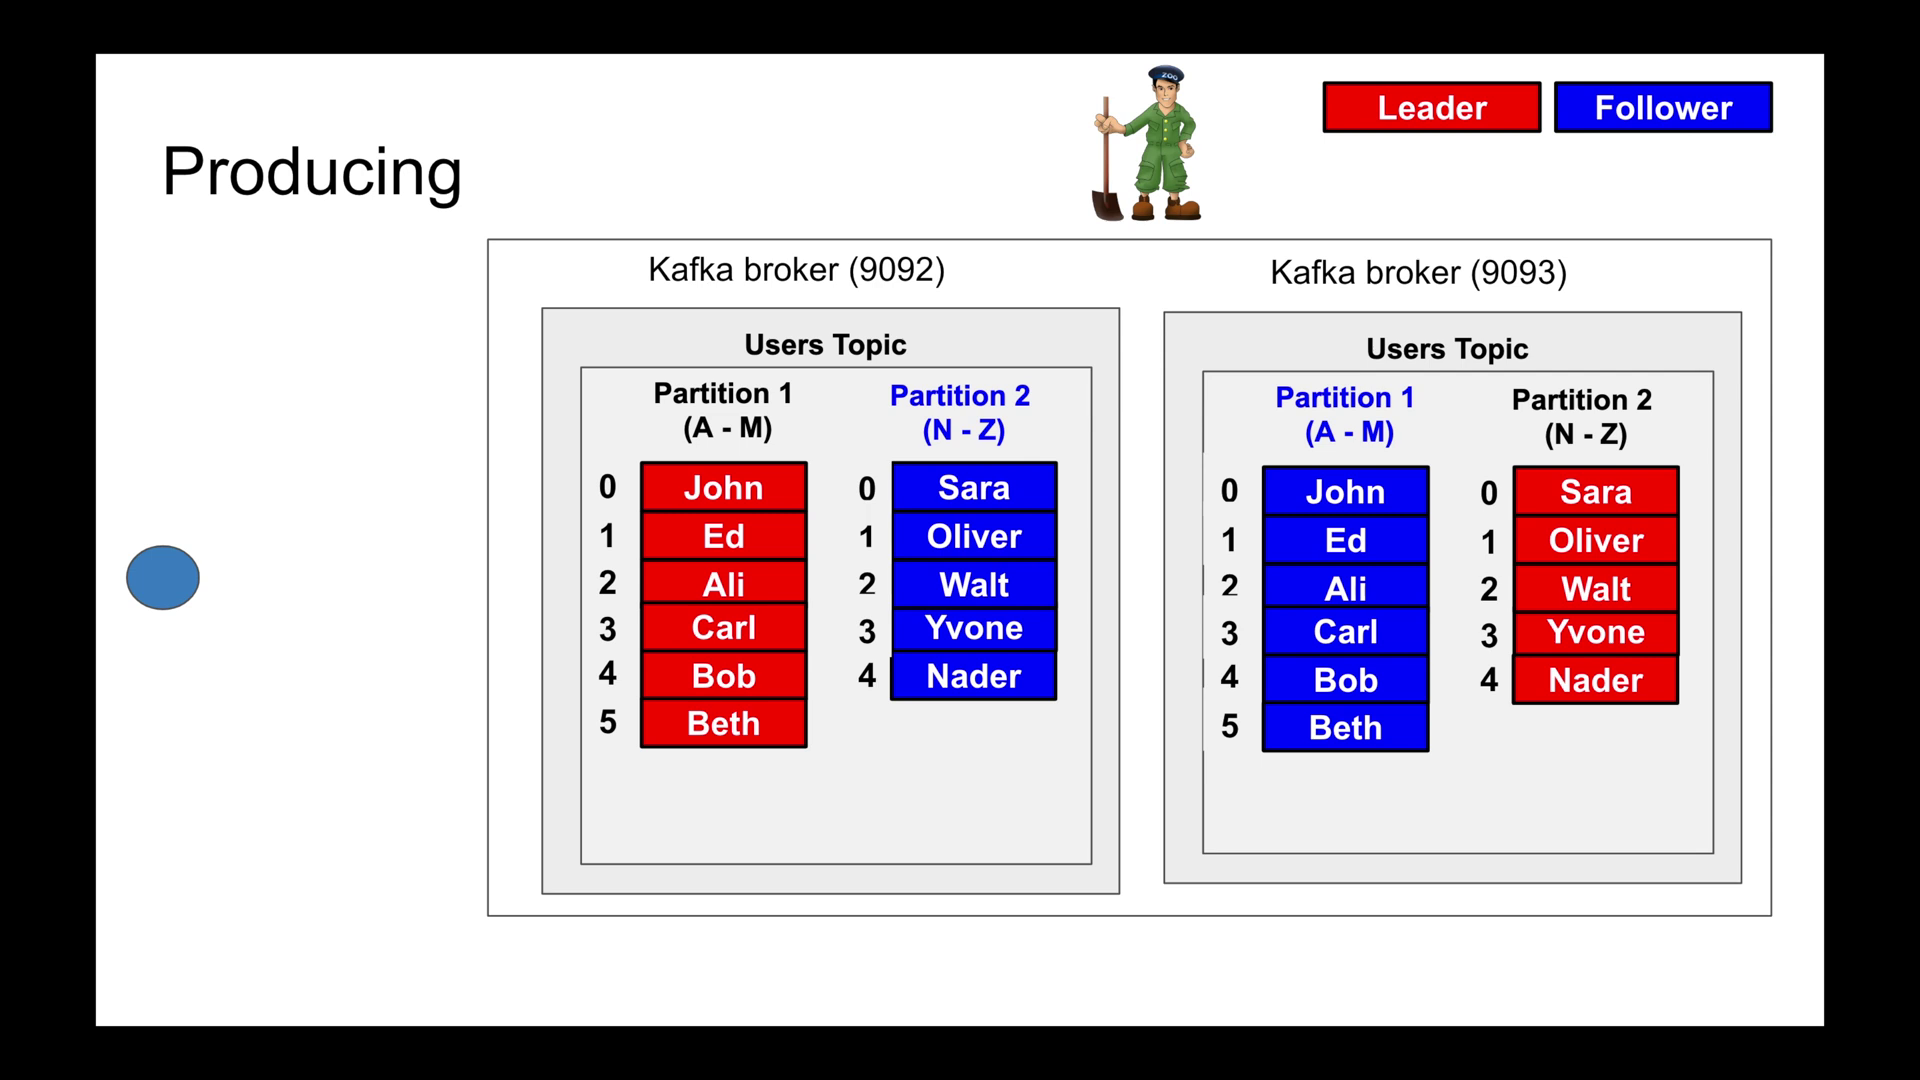 ZOO
Leader
Follower
Producing
Kafka broker (9092)
Users Topic
Partition 1
(A - M)
0 John
1 Ed
2 Ali
3 Carl
4 Bob
5 Beth
Partition 2
(N - Z)
0 Sara
1 Oliver
2 Walt
3 Yvone
4 Nader
Kafka broker (9093)
Users Topic
Partition 1
(A - M)
0 John
1 Ed
2 Ali
3 Carl
4 Bob
5 Beth
Partition 2
(N - Z)
0 Sara
1 Oliver
2 Walt
3 Yvone
4 Nader